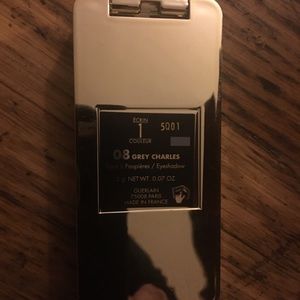 ÉCRIN
1 5001
COULEUR
08 GREY CHARLES
à Paupières / Eyeshadow
NET WT. 0.07 OZ.
GUERLAIN
75008 PARIS
MADE IN FRANCE